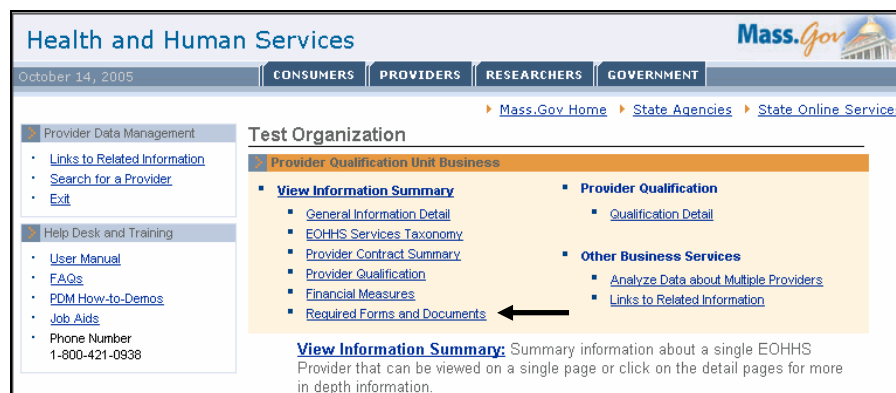 Health and Human Services
Mass.Gov
October 14, 2005
CONSUMERS PROVIDERS RESEARCHERS GOVERNMENT
Mass.Gov Home State Agencies State Online Service
Provider Data Management
Links to Related Information
Search for a Provider
Exit
Help Desk and Training
User Manual
FAQs
PDM How-to-Demos
Job Aids
Phone Number
1-800-421-0938
Test Organization
Provider Qualification Unit Business
View Information Summary
General Information Detail
EOHHS Services Taxonomy
Provider Contract Summary
Provider Qualification
Financial Measures
Required Forms and Documents
Provider Qualification
Qualification Detail
Other Business Services
Analyze Data about Multiple Providers
Links to Related Information
View Information Summary: Summary information about a single EOHHS
Provider that can be viewed on a single page or click on the detail pages for more
in depth information.